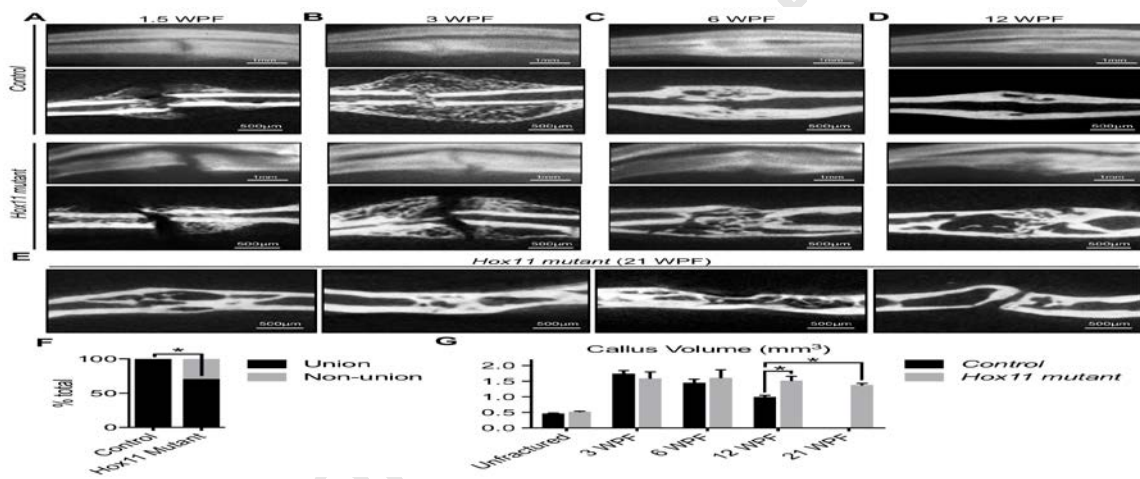 A 1.5 WPF B 3 WPF C 6 WPF D 12 WPF
Control
1mm 1mm 1mm 1mm
500µm 500µm 500µm 500µm
Hox11 mutant
1mm 1mm 1mm 1mm
500µm 500µm 500µm 500µm
E Hox11 mutant (21 WPF)
500µm 500µm 500µm 500µm
F
*
100
50
0
% total
Control
Hox11 Mutant
Union
Non-union
G Callus Volume (mm³)
2.0
1.5
1.0
0.5
0.0
* *
Unfractured
3 WPF
6 WPF
12 WPF
21 WPF
Control
Hox11 mutant